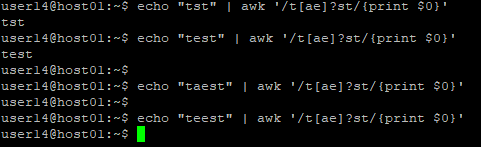 user14@host01:~$ echo "tst" | awk '/t[ae]?st/{print $0}'
tst
user14@host01:~$ echo "test" | awk '/t[ae]?st/{print $0}'
test
user14@host01:~$
user14@host01:~$ echo "taest" | awk '/t[ae]?st/{print $0}'
user14@host01:~$
user14@host01:~$ echo "teest" | awk '/t[ae]?st/{print $0}'
user14@host01:~$